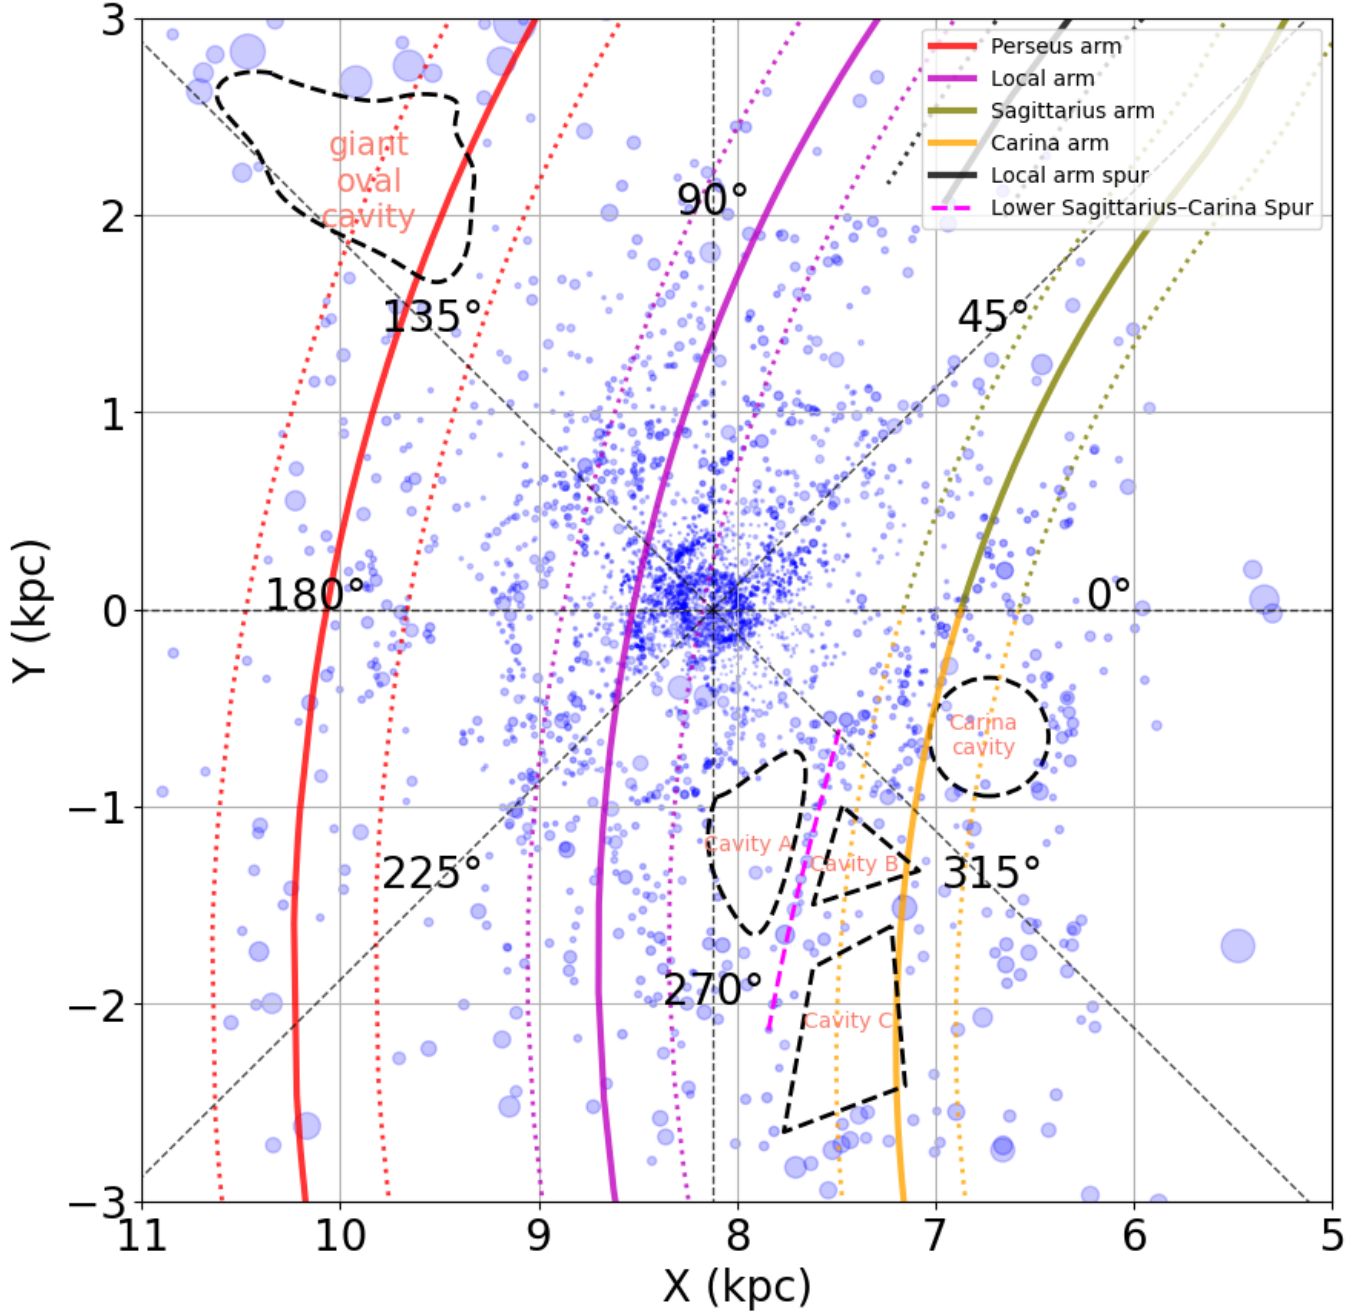 3
2
1
0
−1
−2
−3
Y (kpc)
11
10
9
8
7
6
5
X (kpc)
Perseus arm
Local arm
Sagittarius arm
Carina arm
Local arm spur
Lower Sagittarius–Carina Spur
giant
oval
cavity
90°
135°
45°
180°
0°
Carina
cavity
Cavity A
Cavity B
225°
315°
270°
Cavity C